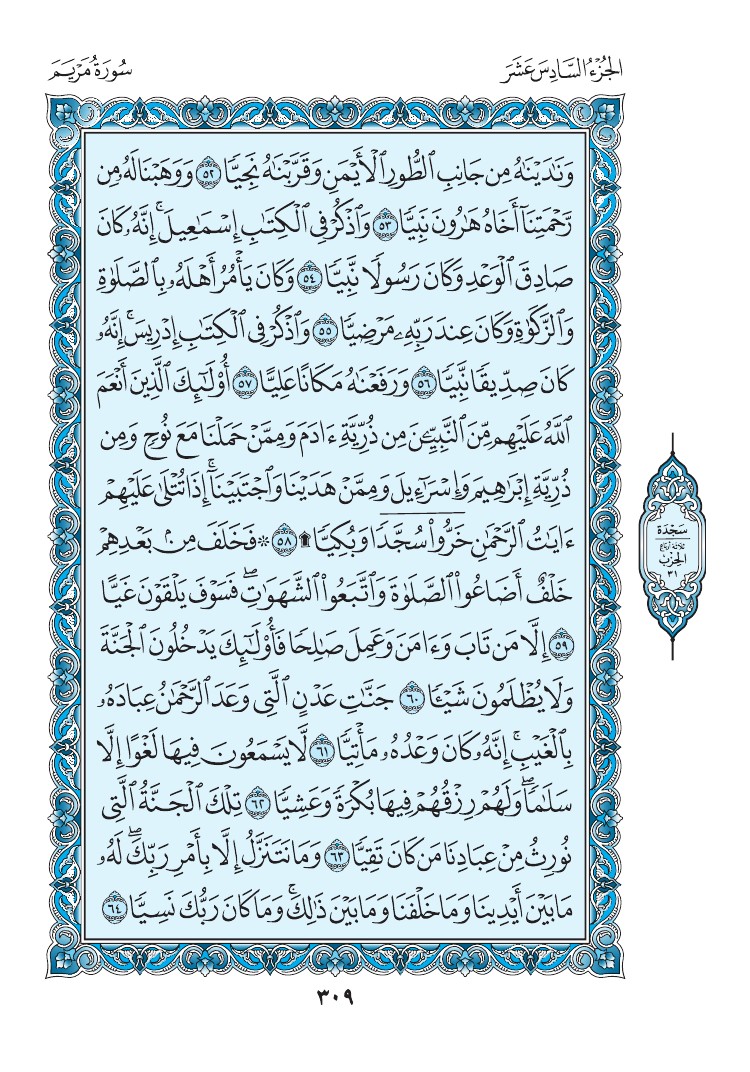 الجُزْءُ السَّادِسَ عَشَرَ
سُورَةُ مَرْيَمَ
وَنَٰدَيْنَٰهُ مِن جَانِبِ ٱلطُّورِ ٱلْأَيْمَنِ وَقَرَّبْنَٰهُ نَجِيًّا ٥٢ وَوَهَبْنَا لَهُۥ مِن
رَّحْمَتِنَآ أَخَاهُ هَٰرُونَ نَبِيًّا ٥٣ وَٱذْكُرْ فِى ٱلْكِتَٰبِ إِسْمَٰعِيلَ ۚ إِنَّهُۥ كَانَ
صَادِقَ ٱلْوَعْدِ وَكَانَ رَسُولًا نَّبِيًّا ٥٤ وَكَانَ يَأْمُرُ أَهْلَهُۥ بِٱلصَّلَوٰةِ
وَٱلزَّكَوٰةِ وَكَانَ عِندَ رَبِّهِۦ مَرْضِيًّا ٥٥ وَٱذْكُرْ فِى ٱلْكِتَٰبِ إِدْرِيسَ ۚ إِنَّهُۥ
كَانَ صِدِّيقًا نَّبِيًّا ٥٦ وَرَفَعْنَٰهُ مَكَانًا عَلِيًّا ٥٧ أُو۟لَٰٓئِكَ ٱلَّذِينَ أَنْعَمَ
ٱللَّهُ عَلَيْهِم مِّنَ ٱلنَّبِيِّـۧنَ مِن ذُرِّيَّةِ ءَادَمَ وَمِمَّنْ حَمَلْنَا مَعَ نُوحٍ وَمِن
ذُرِّيَّةِ إِبْرَٰهِيمَ وَإِسْرَٰٓءِيلَ وَمِمَّنْ هَدَيْنَا وَٱجْتَبَيْنَآ ۚ إِذَا تُتْلَىٰ عَلَيْهِمْ
ءَايَٰتُ ٱلرَّحْمَٰنِ خَرُّوا۟ سُجَّدًا وَبُكِيًّا ۩ ٥٨ ۞ فَخَلَفَ مِنۢ بَعْدِهِمْ
خَلْفٌ أَضَاعُوا۟ ٱلصَّلَوٰةَ وَٱتَّبَعُوا۟ ٱلشَّهَوَٰتِ ۖ فَسَوْفَ يَلْقَوْنَ غَيًّا
٥٩ إِلَّا مَن تَابَ وَءَامَنَ وَعَمِلَ صَٰلِحًا فَأُو۟لَٰٓئِكَ يَدْخُلُونَ ٱلْجَنَّةَ
وَلَا يُظْلَمُونَ شَيْـًٔا ٦٠ جَنَّٰتِ عَدْنٍ ٱلَّتِى وَعَدَ ٱلرَّحْمَٰنُ عِبَادَهُۥ
بِٱلْغَيْبِ ۚ إِنَّهُۥ كَانَ وَعْدُهُۥ مَأْتِيًّا ٦١ لَّا يَسْمَعُونَ فِيهَا لَغْوًا إِلَّا
سَلَٰمًا ۖ وَلَهُمْ رِزْقُهُمْ فِيهَا بُكْرَةً وَعَشِيًّا ٦٢ تِلْكَ ٱلْجَنَّةُ ٱلَّتِى
نُورِثُ مِنْ عِبَادِنَا مَن كَانَ تَقِيًّا ٦٣ وَمَا نَتَنَزَّلُ إِلَّا بِأَمْرِ رَبِّكَ ۖ لَهُۥ
مَا بَيْنَ أَيْدِينَا وَمَا خَلْفَنَا وَمَا بَيْنَ ذَٰلِكَ ۚ وَمَا كَانَ رَبُّكَ نَسِيًّا ٦٤
سَجْدَة
ثلاثة أرباع
الحِزْب
٣١
٣٠٩